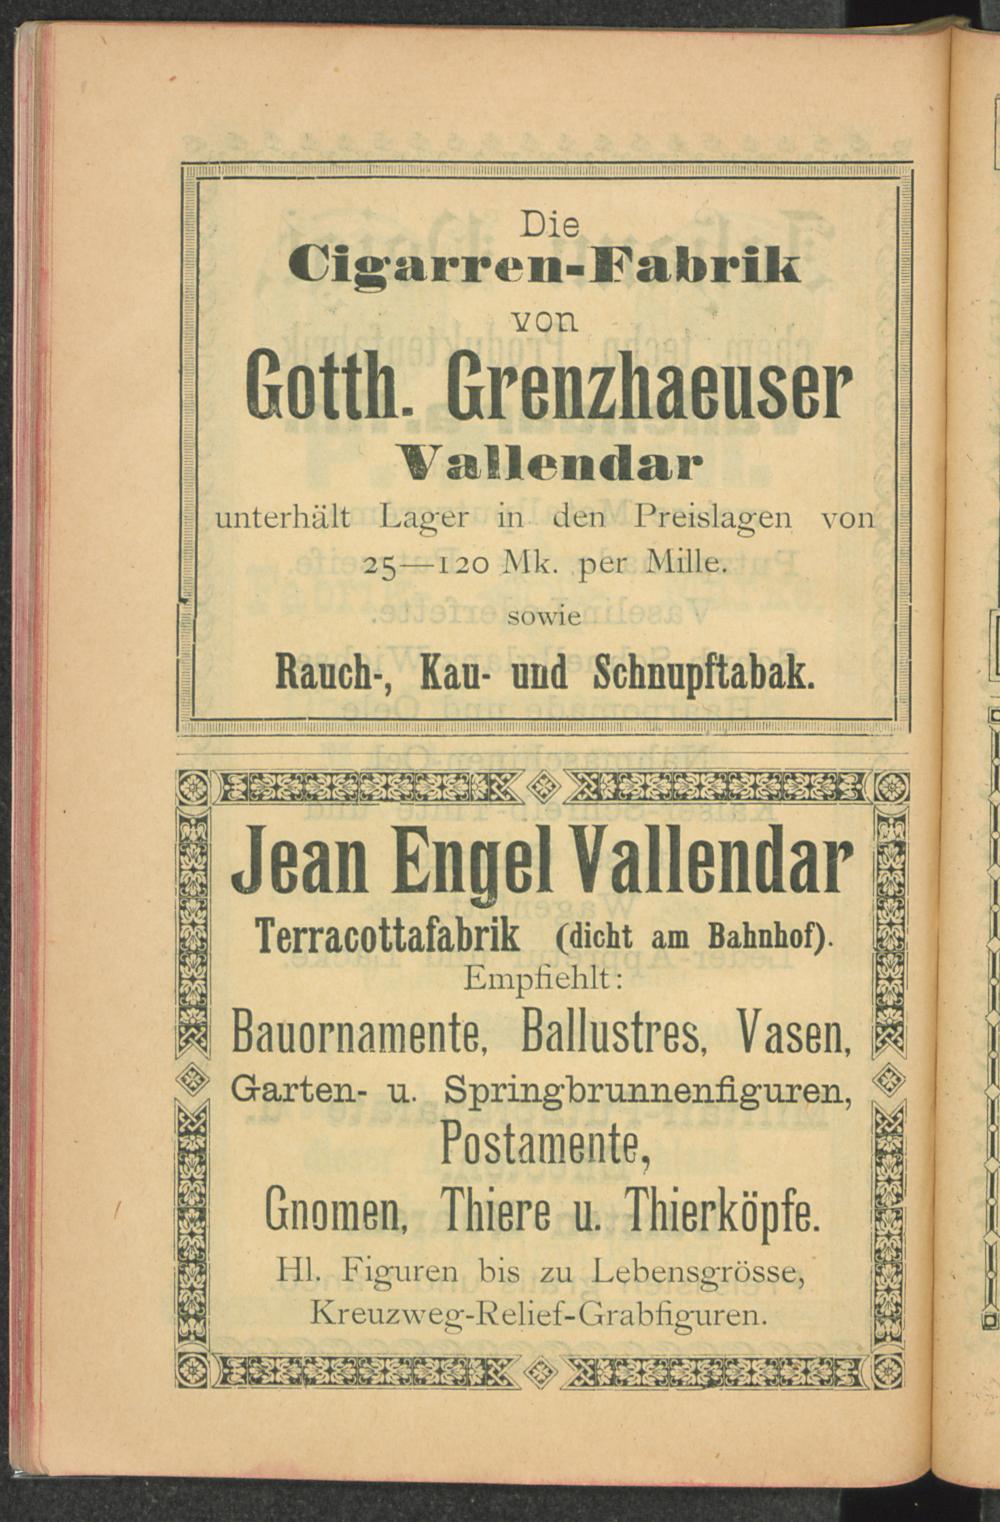 Die
Cigarren-Fabrik
von
Gotth. Grenzhaeuser
Vallendar
unterhält Lager in den Preislagen von
25—120 Mk. per Mille.
sowie
Rauch-, Kau- und Schnupftabak.
Jean Engel Vallendar
Terracottafabrik (dicht am Bahnhof).
Empfiehlt:
Bauornamente, Ballustres, Vasen,
Garten- u. Springbrunnenfiguren,
Postamente,
Gnomen, Thiere u. Thierköpfe.
Hl. Figuren bis zu Lebensgrösse,
Kreuzweg-Relief-Grabfiguren.